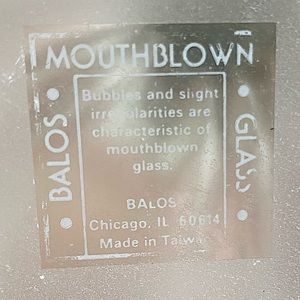 MOUTHBLOWN
• BALOS •
Bubbles and slight
irregularities are
characteristic of
mouthblown
glass.
BALOS
Chicago, IL 60614
Made in Taiwan
• GLASS •